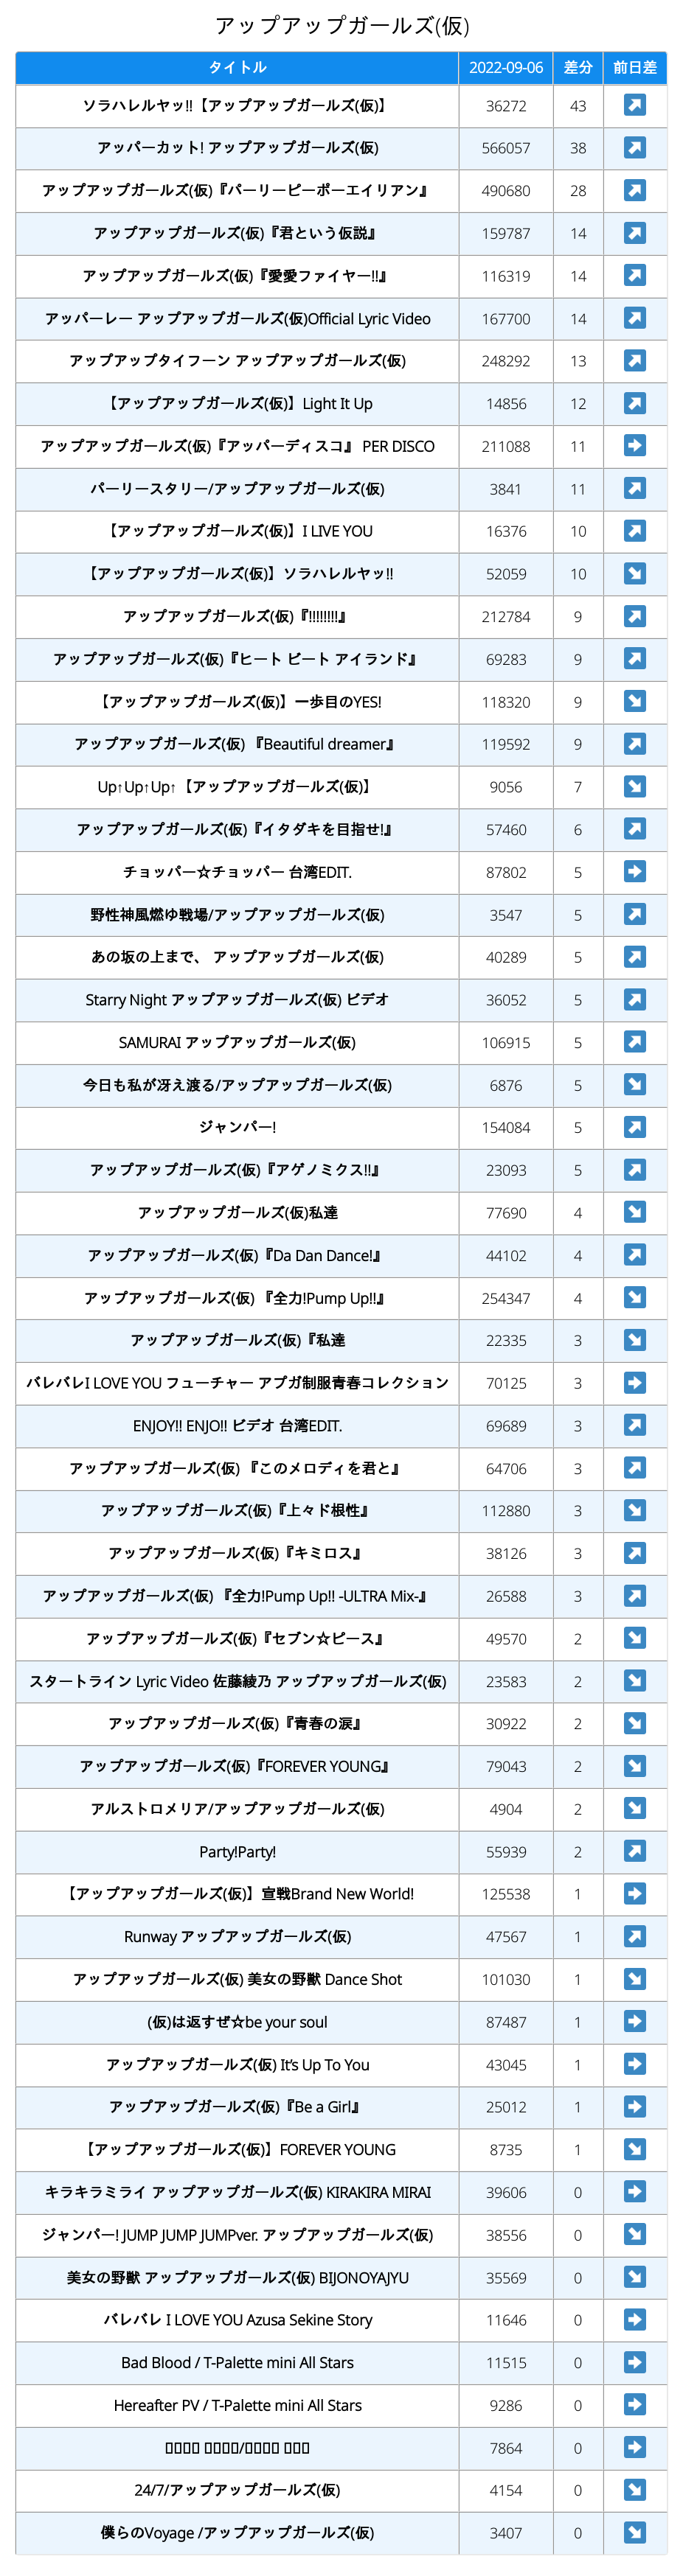 アップアップガールズ(仮)
タイトル 2022-09-06 差分 前日差
ソラハレルヤッ!!【アップアップガールズ(仮)】 36272 43 ↗
アッパーカット! アップアップガールズ(仮) 566057 38 ↗
アップアップガールズ(仮)『パーリーピーポーエイリアン』 490680 28 ↗
アップアップガールズ(仮)『君という仮説』 159787 14 ↗
アップアップガールズ(仮)『愛愛ファイヤー!!』 116319 14 ↗
アッパーレー アップアップガールズ(仮)Official Lyric Video 167700 14 ↗
アップアップタイフーン アップアップガールズ(仮) 248292 13 ↗
【アップアップガールズ(仮)】Light It Up 14856 12 ↗
アップアップガールズ(仮)『アッパーディスコ』 PER DISCO 211088 11 ➡
パーリースタリー/アップアップガールズ(仮) 3841 11 ↗
【アップアップガールズ(仮)】I LIVE YOU 16376 10 ↗
【アップアップガールズ(仮)】ソラハレルヤッ!! 52059 10 ↘
アップアップガールズ(仮)『!!!!!!!!』 212784 9 ↗
アップアップガールズ(仮)『ヒート ビート アイランド』 69283 9 ↗
【アップアップガールズ(仮)】一歩目のYES! 118320 9 ↘
アップアップガールズ(仮) 『Beautiful dreamer』 119592 9 ↗
Up↑Up↑Up↑【アップアップガールズ(仮)】 9056 7 ↘
アップアップガールズ(仮)『イタダキを目指せ!』 57460 6 ↗
チョッパー☆チョッパー 台湾EDIT. 87802 5 ➡
野性神風燃ゆ戦場/アップアップガールズ(仮) 3547 5 ↗
あの坂の上まで、 アップアップガールズ(仮) 40289 5 ↗
Starry Night アップアップガールズ(仮) ビデオ 36052 5 ↗
SAMURAI アップアップガールズ(仮) 106915 5 ↗
今日も私が冴え渡る/アップアップガールズ(仮) 6876 5 ↘
ジャンパー! 154084 5 ↗
アップアップガールズ(仮)『アゲノミクス!!』 23093 5 ↗
アップアップガールズ(仮)私達 77690 4 ↘
アップアップガールズ(仮)『Da Dan Dance!』 44102 4 ↗
アップアップガールズ(仮) 『全力!Pump Up!!』 254347 4 ↘
アップアップガールズ(仮)『私達 22335 3 ↘
バレバレI LOVE YOU フューチャー アプガ制服青春コレクション 70125 3 ➡
ENJOY!! ENJO!! ビデオ 台湾EDIT. 69689 3 ↗
アップアップガールズ(仮) 『このメロディを君と』 64706 3 ↗
アップアップガールズ(仮)『上々ド根性』 112880 3 ↘
アップアップガールズ(仮)『キミロス』 38126 3 ↗
アップアップガールズ(仮) 『全力!Pump Up!! -ULTRA Mix-』 26588 3 ↗
アップアップガールズ(仮)『セブン☆ピース』 49570 2 ↘
スタートライン Lyric Video 佐藤綾乃 アップアップガールズ(仮) 23583 2 ↘
アップアップガールズ(仮)『青春の涙』 30922 2 ↘
アップアップガールズ(仮)『FOREVER YOUNG』 79043 2 ↘
アルストロメリア/アップアップガールズ(仮) 4904 2 ↘
Party!Party! 55939 2 ↗
【アップアップガールズ(仮)】宣戦Brand New World! 125538 1 ➡
Runway アップアップガールズ(仮) 47567 1 ↗
アップアップガールズ(仮) 美女の野獣 Dance Shot 101030 1 ↘
(仮)は返すぜ☆be your soul 87487 1 ➡
アップアップガールズ(仮) It's Up To You 43045 1 ➡
アップアップガールズ(仮)『Be a Girl』 25012 1 ➡
【アップアップガールズ(仮)】FOREVER YOUNG 8735 1 ↘
キラキラミライ アップアップガールズ(仮) KIRAKIRA MIRAI 39606 0 ➡
ジャンパー! JUMP JUMP JUMPver. アップアップガールズ(仮) 38556 0 ↘
美女の野獣 アップアップガールズ(仮) BIJONOYAJYU 35569 0 ↘
バレバレ I LOVE YOU Azusa Sekine Story 11646 0 ➡
Bad Blood / T-Palette mini All Stars 11515 0 ➡
Hereafter PV / T-Palette mini All Stars 9286 0 ➡
7864 0 ➡
24/7/アップアップガールズ(仮) 4154 0 ↘
僕らのVoyage /アップアップガールズ(仮) 3407 0 ↘